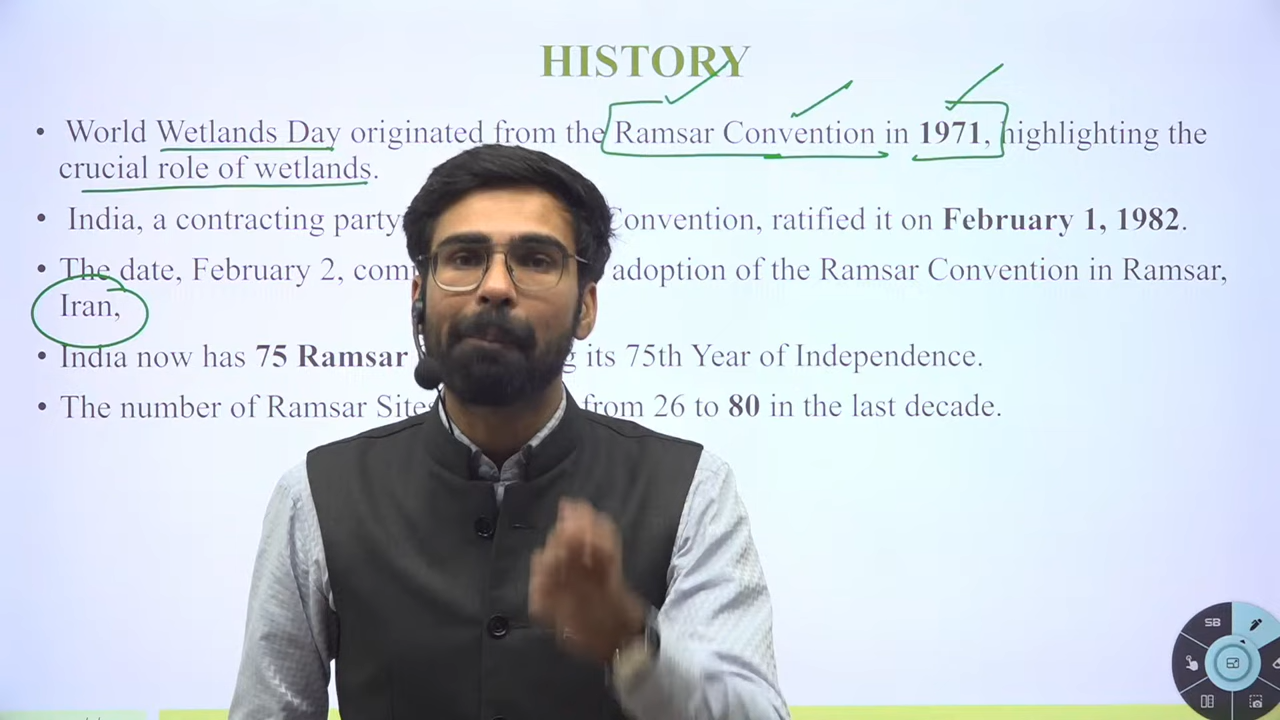 HISTORY
• World Wetlands Day originated from the Ramsar Convention in 1971, highlighting the
crucial role of wetlands.
• India, a contracting party Convention, ratified it on February 1, 1982.
• The date, February 2, com adoption of the Ramsar Convention in Ramsar,
Iran,
• India now has 75 Ramsar g its 75th Year of Independence.
• The number of Ramsar Site from 26 to 80 in the last decade.
SB